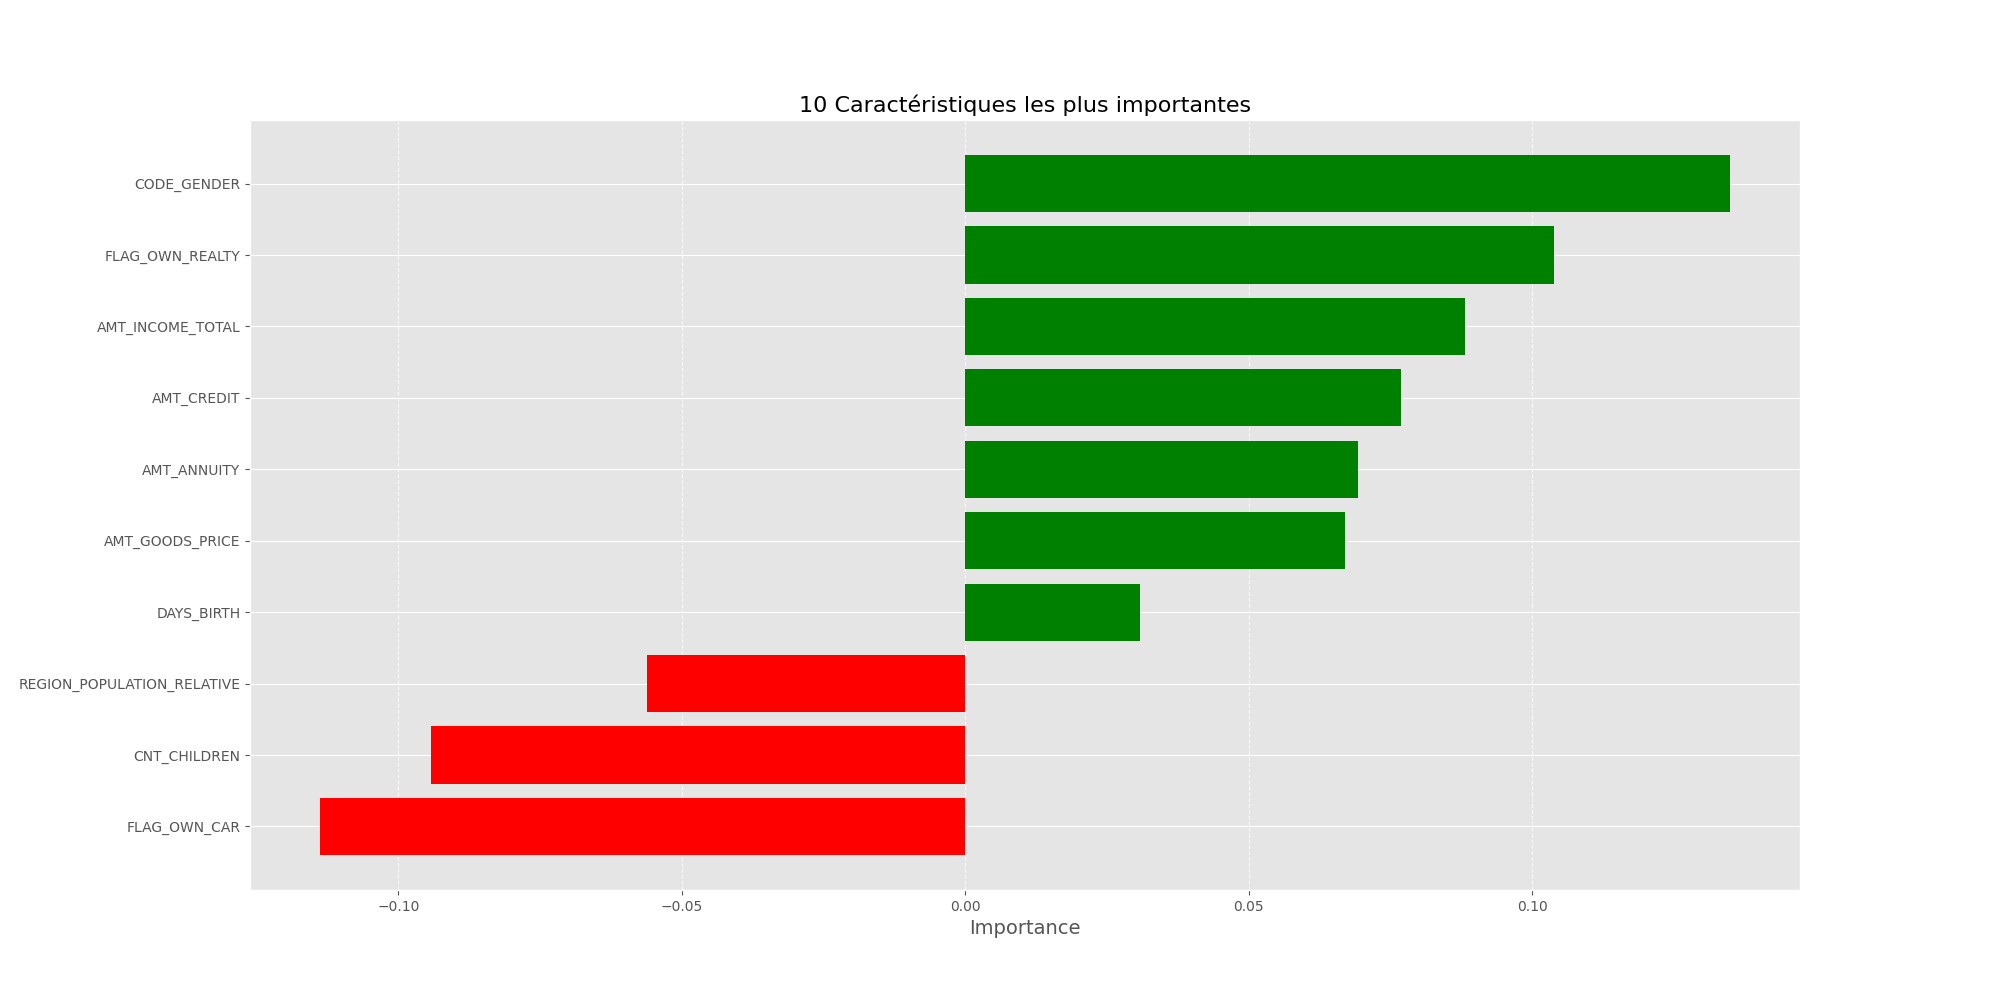 10 Caractéristiques les plus importantes
CODE_GENDER
FLAG_OWN_REALTY
AMT_INCOME_TOTAL
AMT_CREDIT
AMT_ANNUITY
AMT_GOODS_PRICE
DAYS_BIRTH
REGION_POPULATION_RELATIVE
CNT_CHILDREN
FLAG_OWN_CAR
−0.10 −0.05 0.00 0.05 0.10
Importance